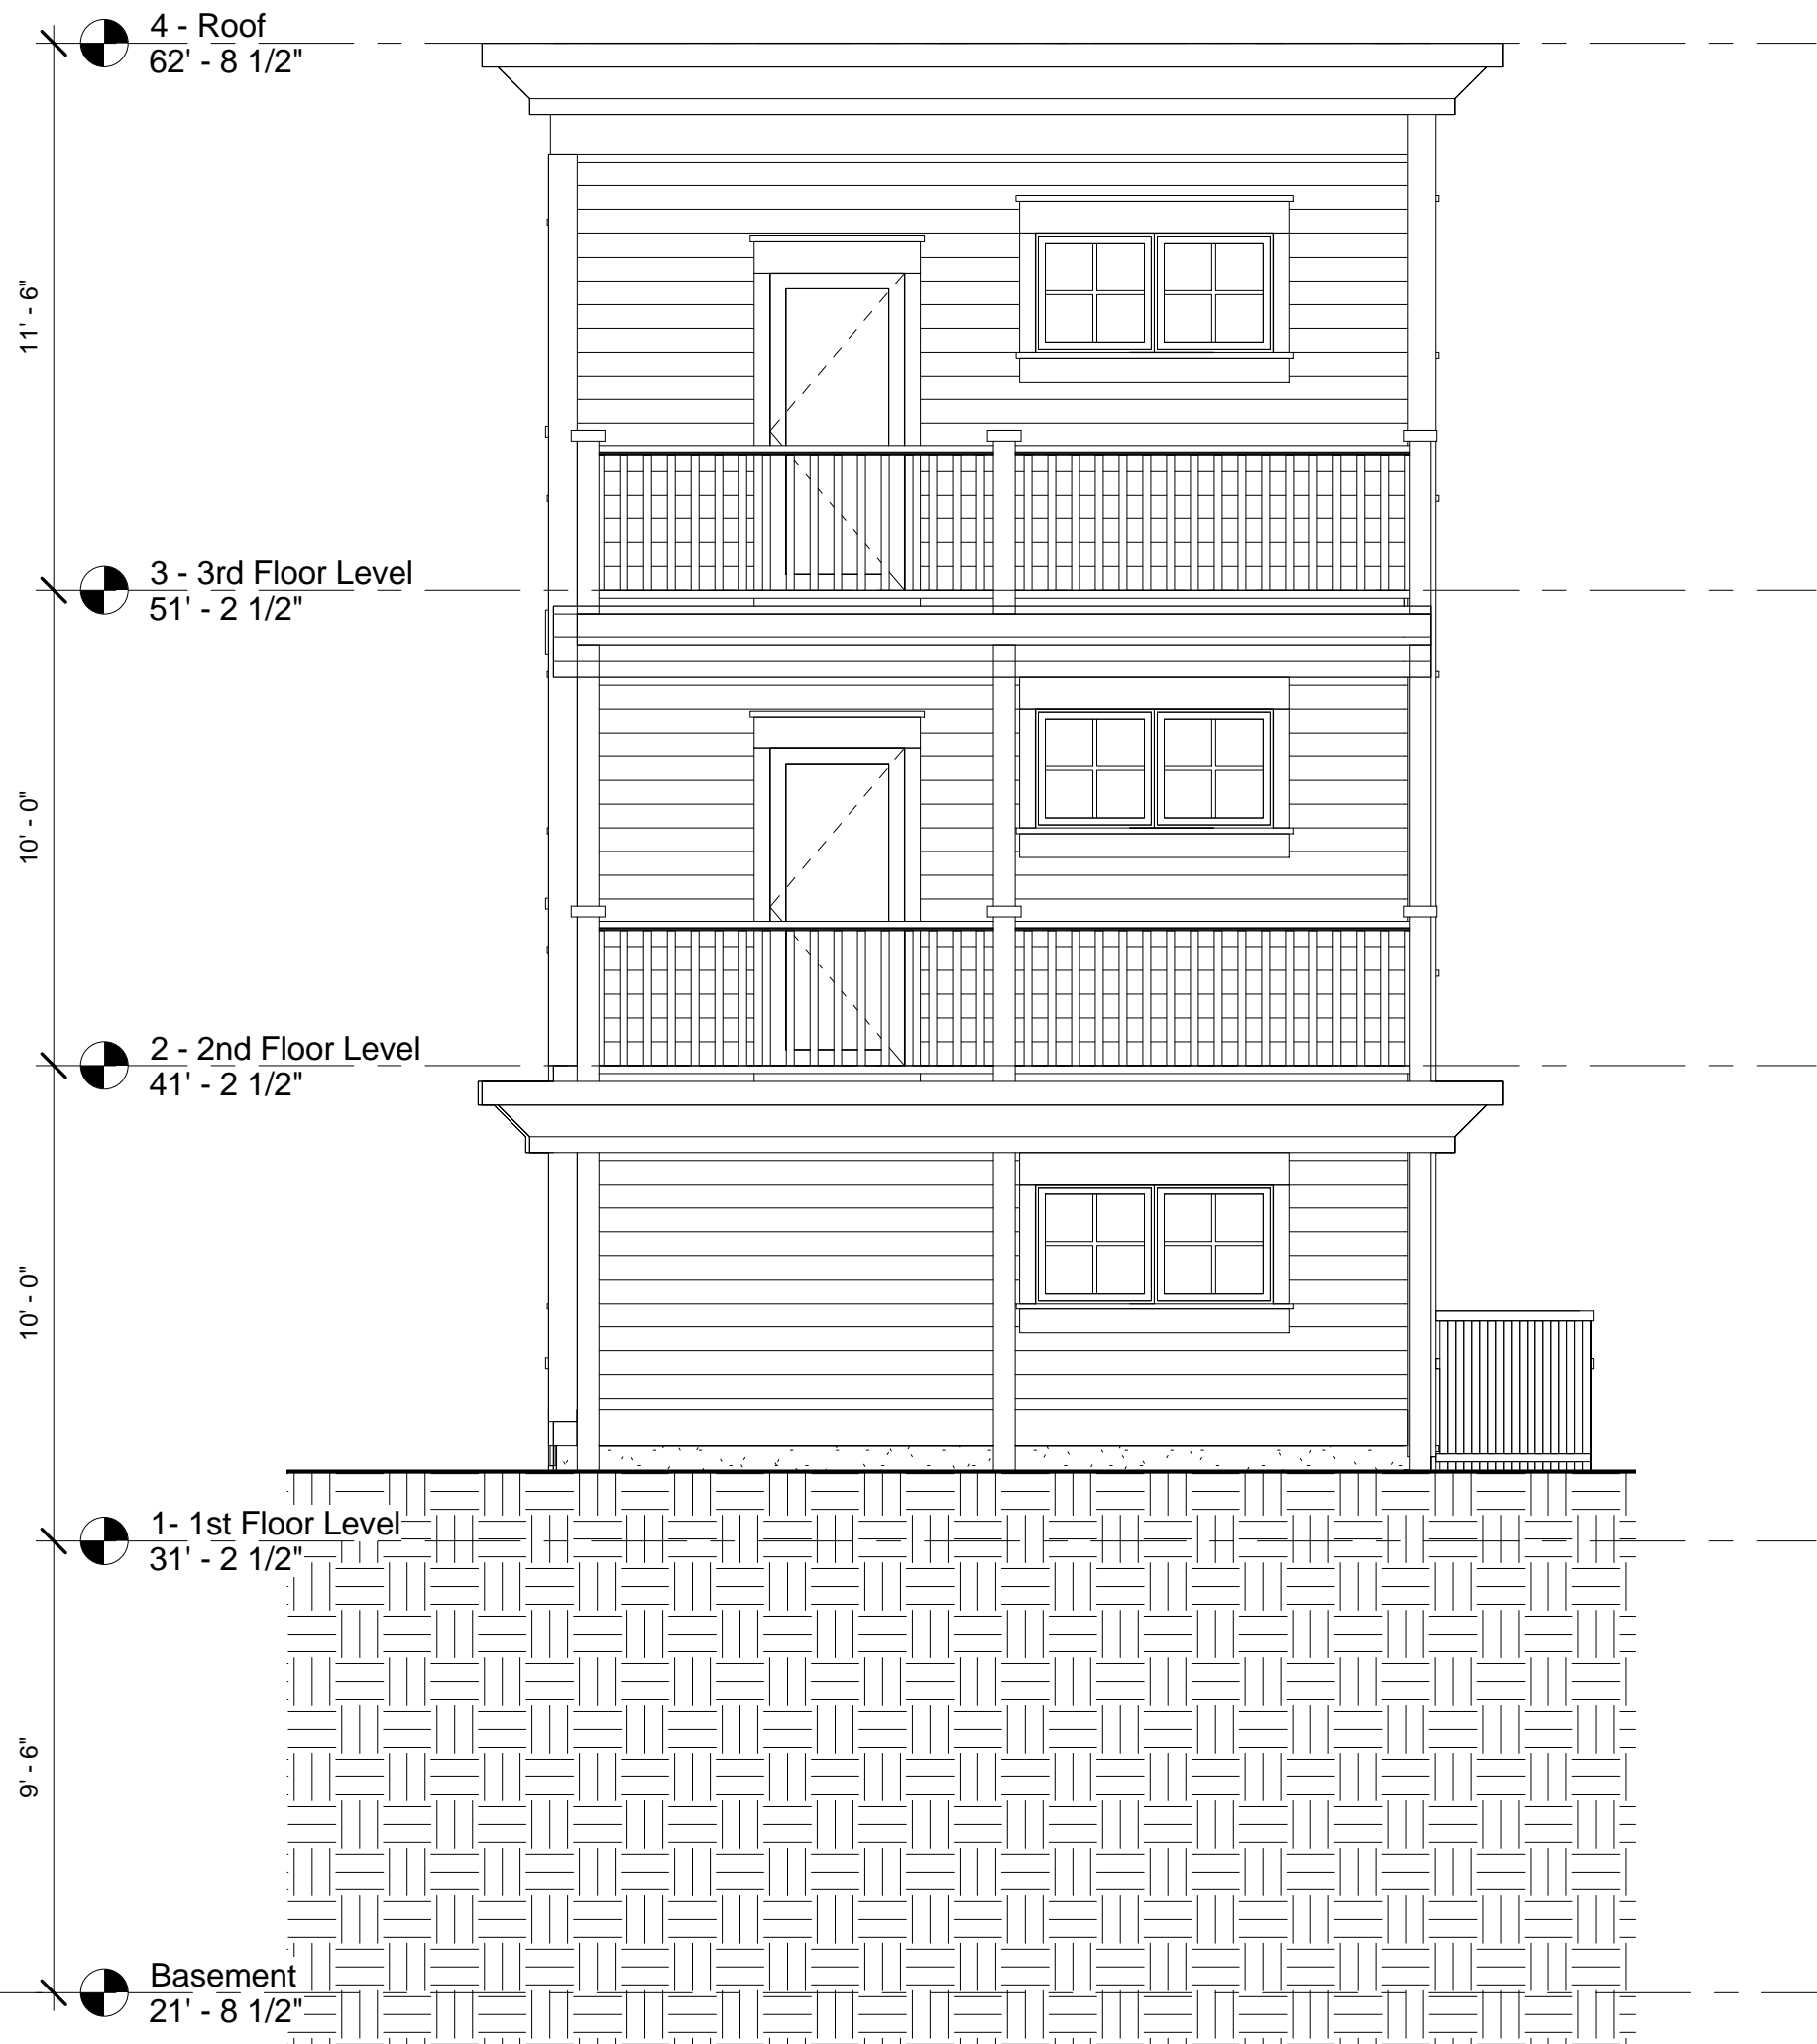 4 - Roof
62' - 8 1/2"
11' - 6"
3 - 3rd Floor Level
51' - 2 1/2"
10' - 0"
2 - 2nd Floor Level
41' - 2 1/2"
10' - 0"
1- 1st Floor Level
31' - 2 1/2"
9' - 6"
Basement
21' - 8 1/2"